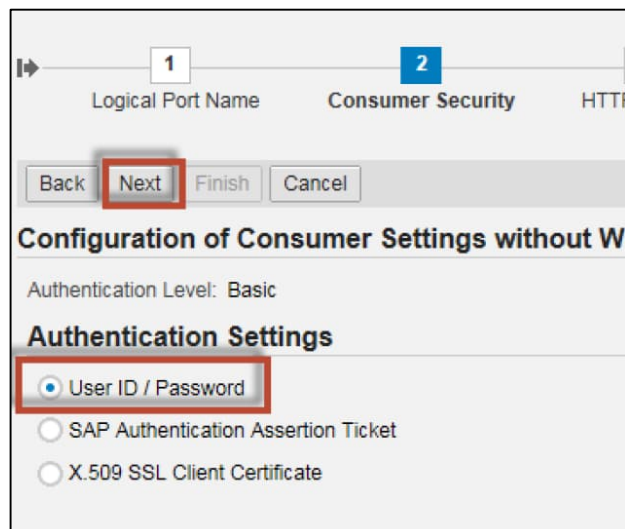 1 2
Logical Port Name Consumer Security HTTP
Back Next Finish Cancel
Configuration of Consumer Settings without W
Authentication Level: Basic
Authentication Settings
User ID / Password
SAP Authentication Assertion Ticket
X.509 SSL Client Certificate